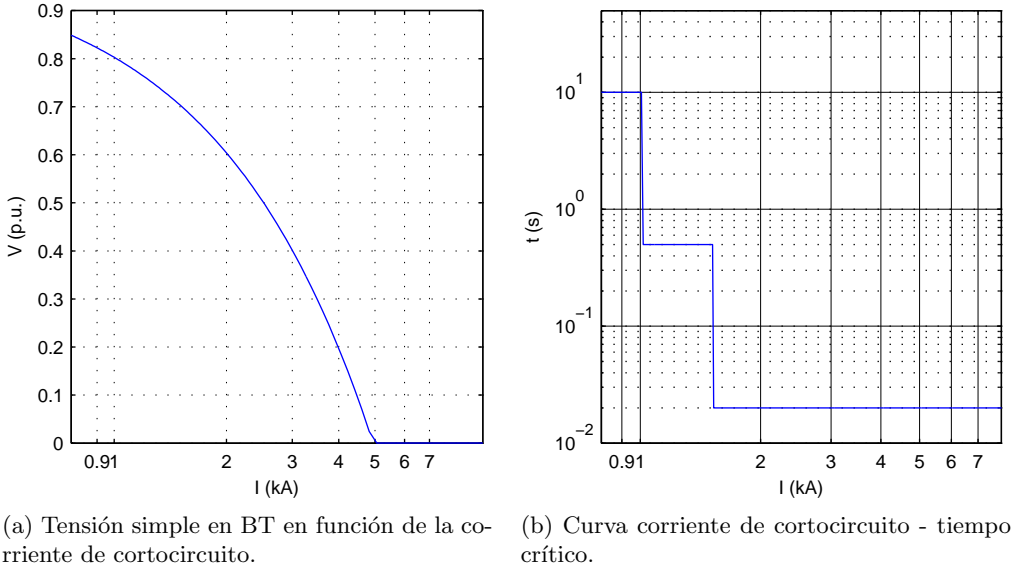 0.9
0.8
0.7
0.6
0.5
0.4
0.3
0.2
0.1
0
V (p.u.)
0.91 2 3 4 5 6 7
I (kA)
10^1
10^0
10^-1
10^-2
t (s)
0.91 2 3 4 5 6 7
I (kA)
(a) Tensión simple en BT en función de la co-
rriente de cortocircuito.
(b) Curva corriente de cortocircuito - tiempo
crítico.